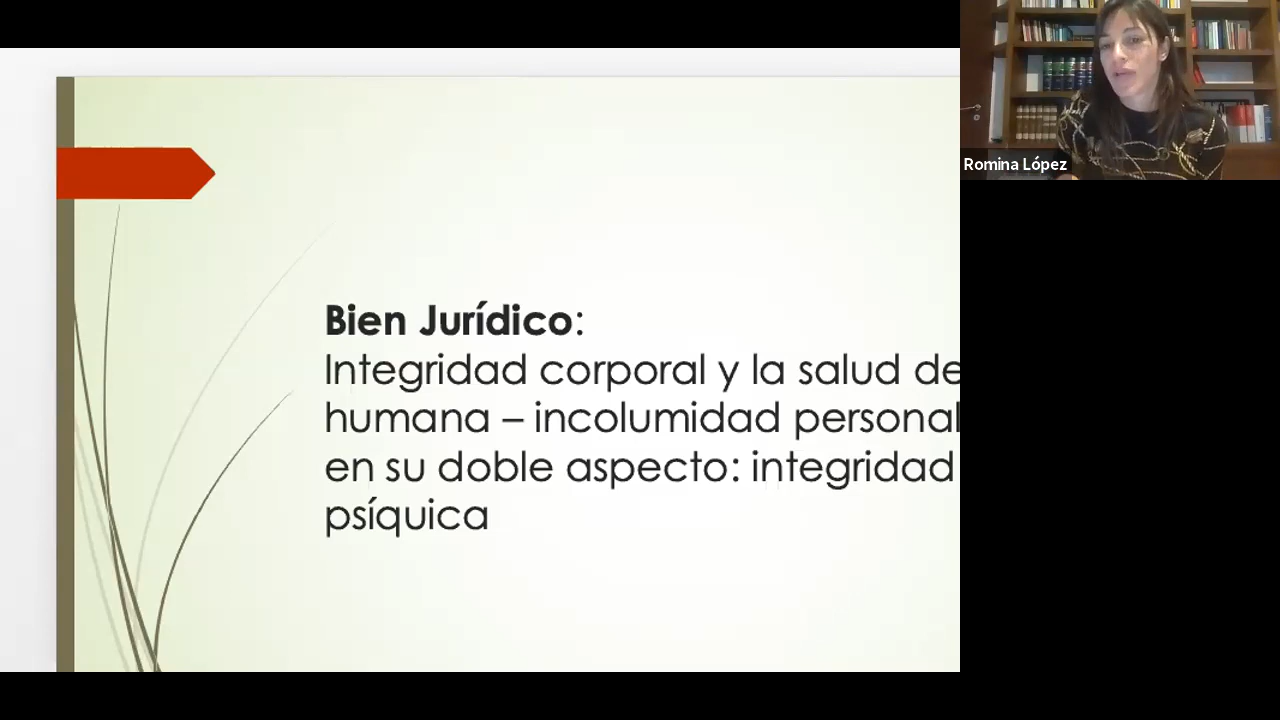 Romina López
Bien Jurídico:
Integridad corporal y la salud de
humana – incolumidad personal
en su doble aspecto: integridad
psíquica